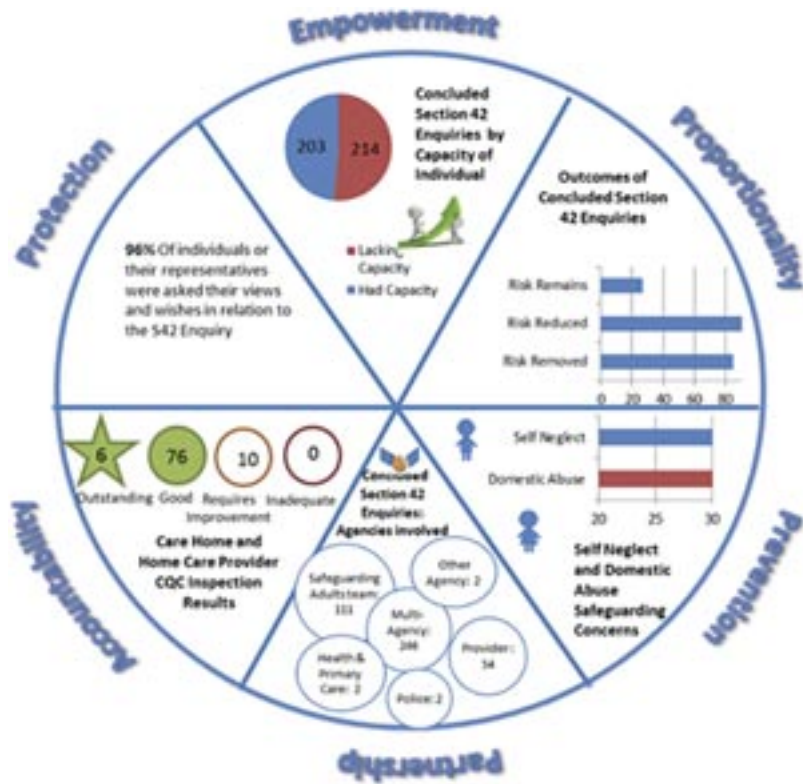 Empowerment
203
214
Concluded
Section 42
Enquiries by
Capacity of
Individual
Lacking
Capacity
Had Capacity
Proportionality
Outcomes of
Concluded Section
42 Enquiries
Risk Remains
Risk Reduced
Risk Removed
0 20 40 60 80
Protection
96% Of individuals or
their representatives
were asked their views
and wishes in relation to
the S42 Enquiry
Accountability
6
76
10
0
Outstanding
Good
Requires
Improvement
Inadequate
Care Home and
Home Care Provider
CQC Inspection
Results
Partnership
Concluded
Section 42
Enquiries:
Agencies involved
Safeguarding
Adults team:
Other
Agency: 2
Multi-
Agency:
Provider:
Health &
Primary
Care: 2
Police: 2
Prevention
Self Neglect
Domestic Abuse
20 25 30
Self Neglect
and Domestic
Abuse
Safeguarding
Concerns